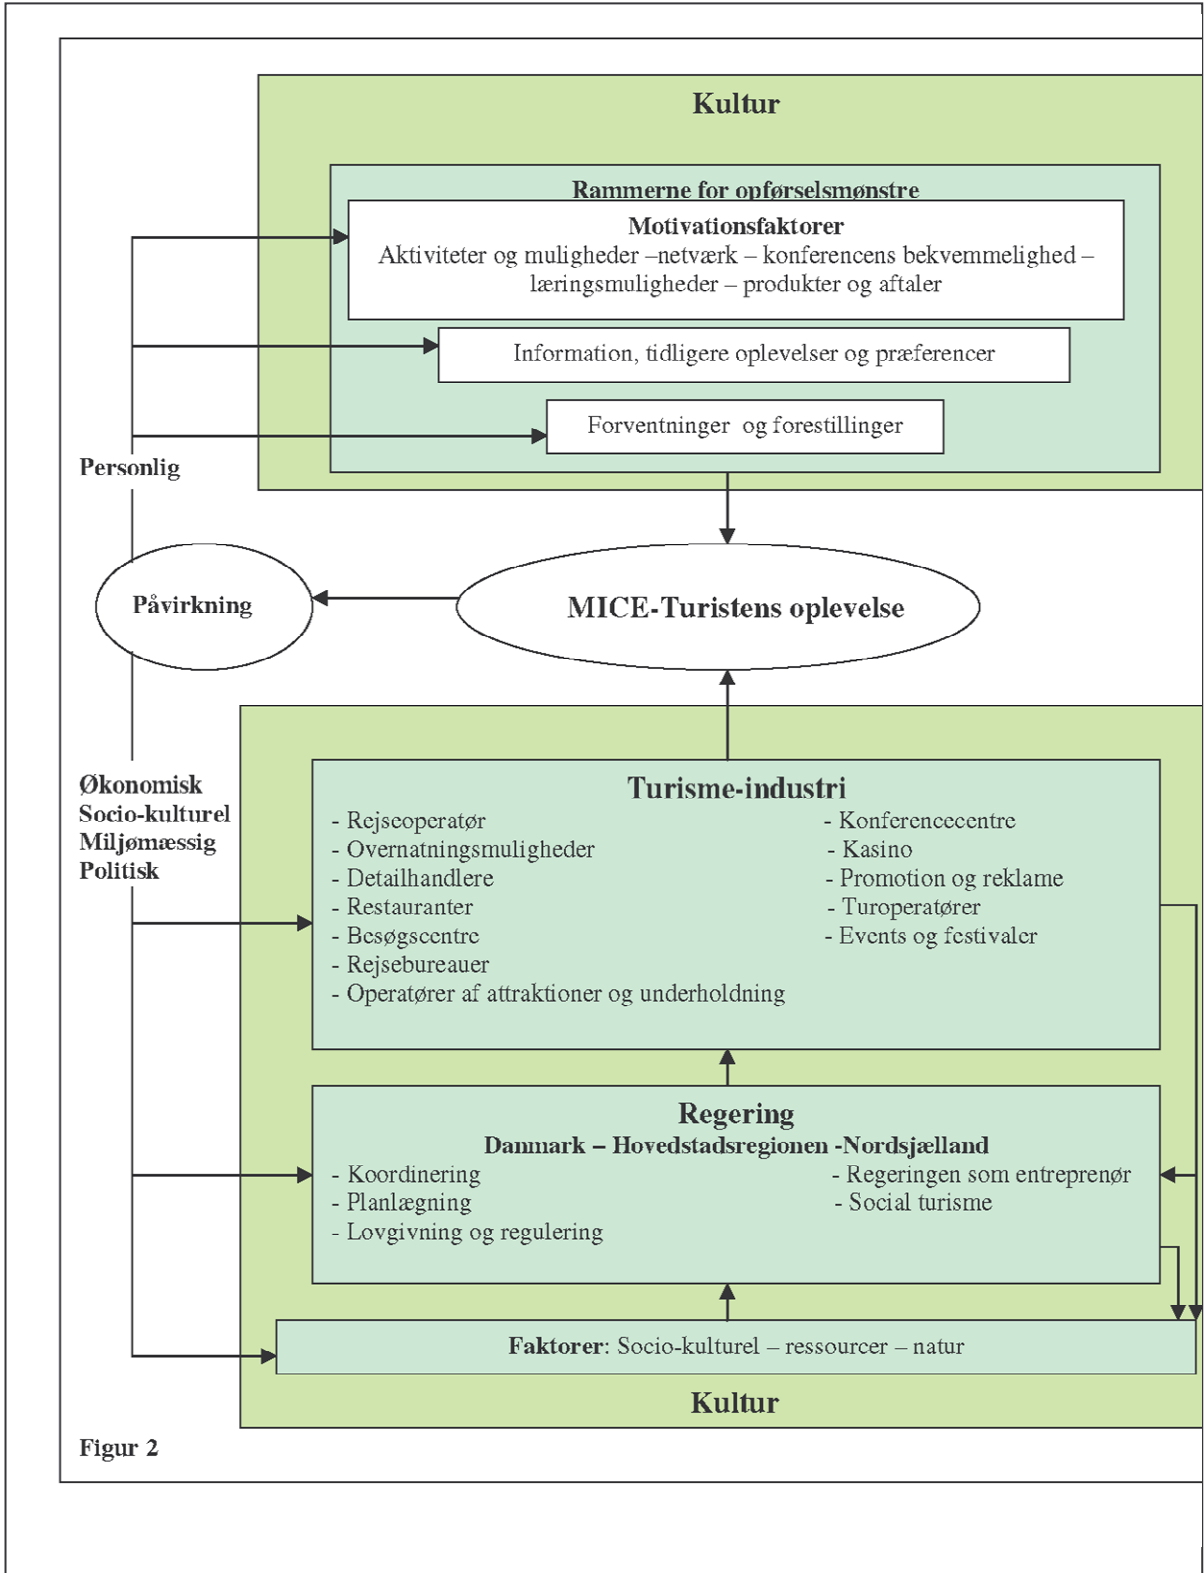 Kultur
Rammerne for opførselsmønstre
Motivationsfaktorer
Aktiviteter og muligheder –netværk – konferencens bekvemmelighed –
læringsmuligheder – produkter og aftaler
Information, tidligere oplevelser og præferencer
Forventninger og forestillinger
Personlig
Påvirkning
MICE-Turistens oplevelse
Økonomisk
Socio-kulturel
Miljømæssig
Politisk
Turisme-industri
- Rejseoperatør
- Overnatningsmuligheder
- Detailhandlere
- Restauranter
- Besøgscentre
- Rejsebureauer
- Operatører af attraktioner og underholdning
- Konferencecentre
- Kasino
- Promotion og reklame
- Turoperatører
- Events og festivaler
Regering
Danmark – Hovedstadsregionen -Nordsjælland
- Koordinering
- Planlægning
- Lovgivning og regulering
- Regeringen som entreprenør
- Social turisme
Faktorer: Socio-kulturel – ressourcer – natur
Kultur
Figur 2